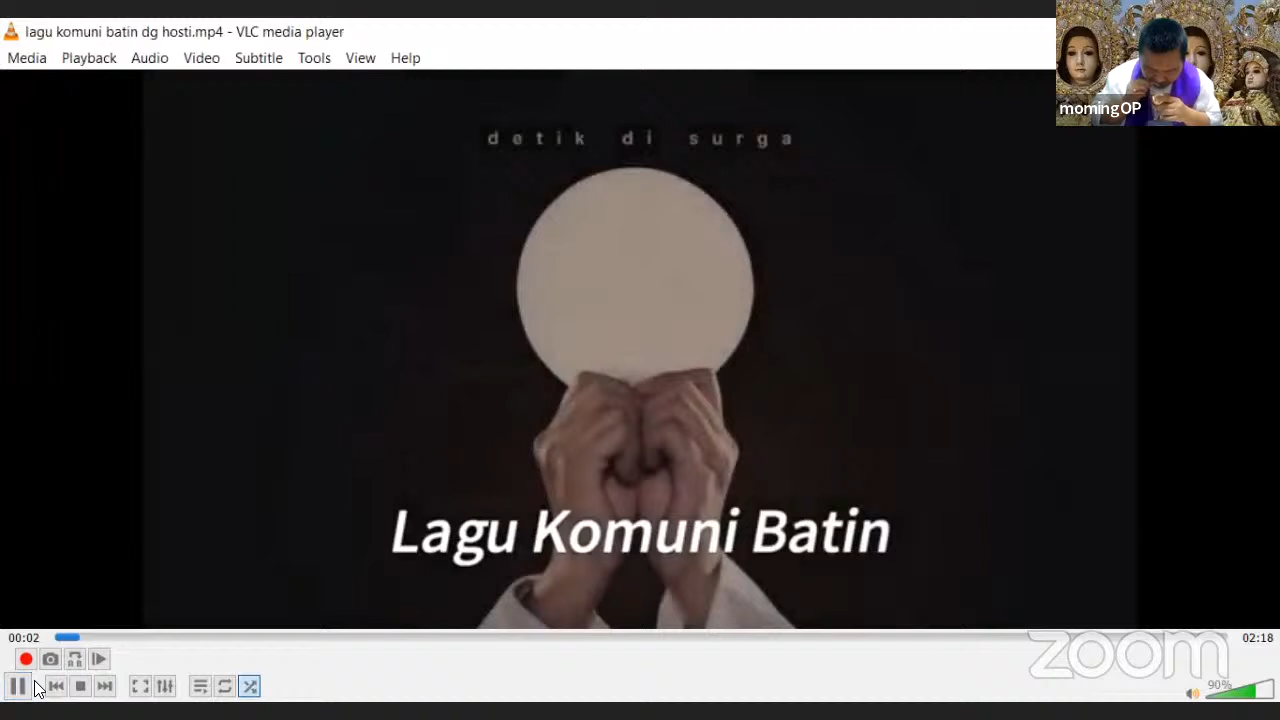 lagu komuni batin dg hosti.mp4 - VLC media player
Media Playback Audio Video Subtitle Tools View Help
morningOP
detik di surga
Lagu Komuni Batin
00:02
02:18
zoom
90%